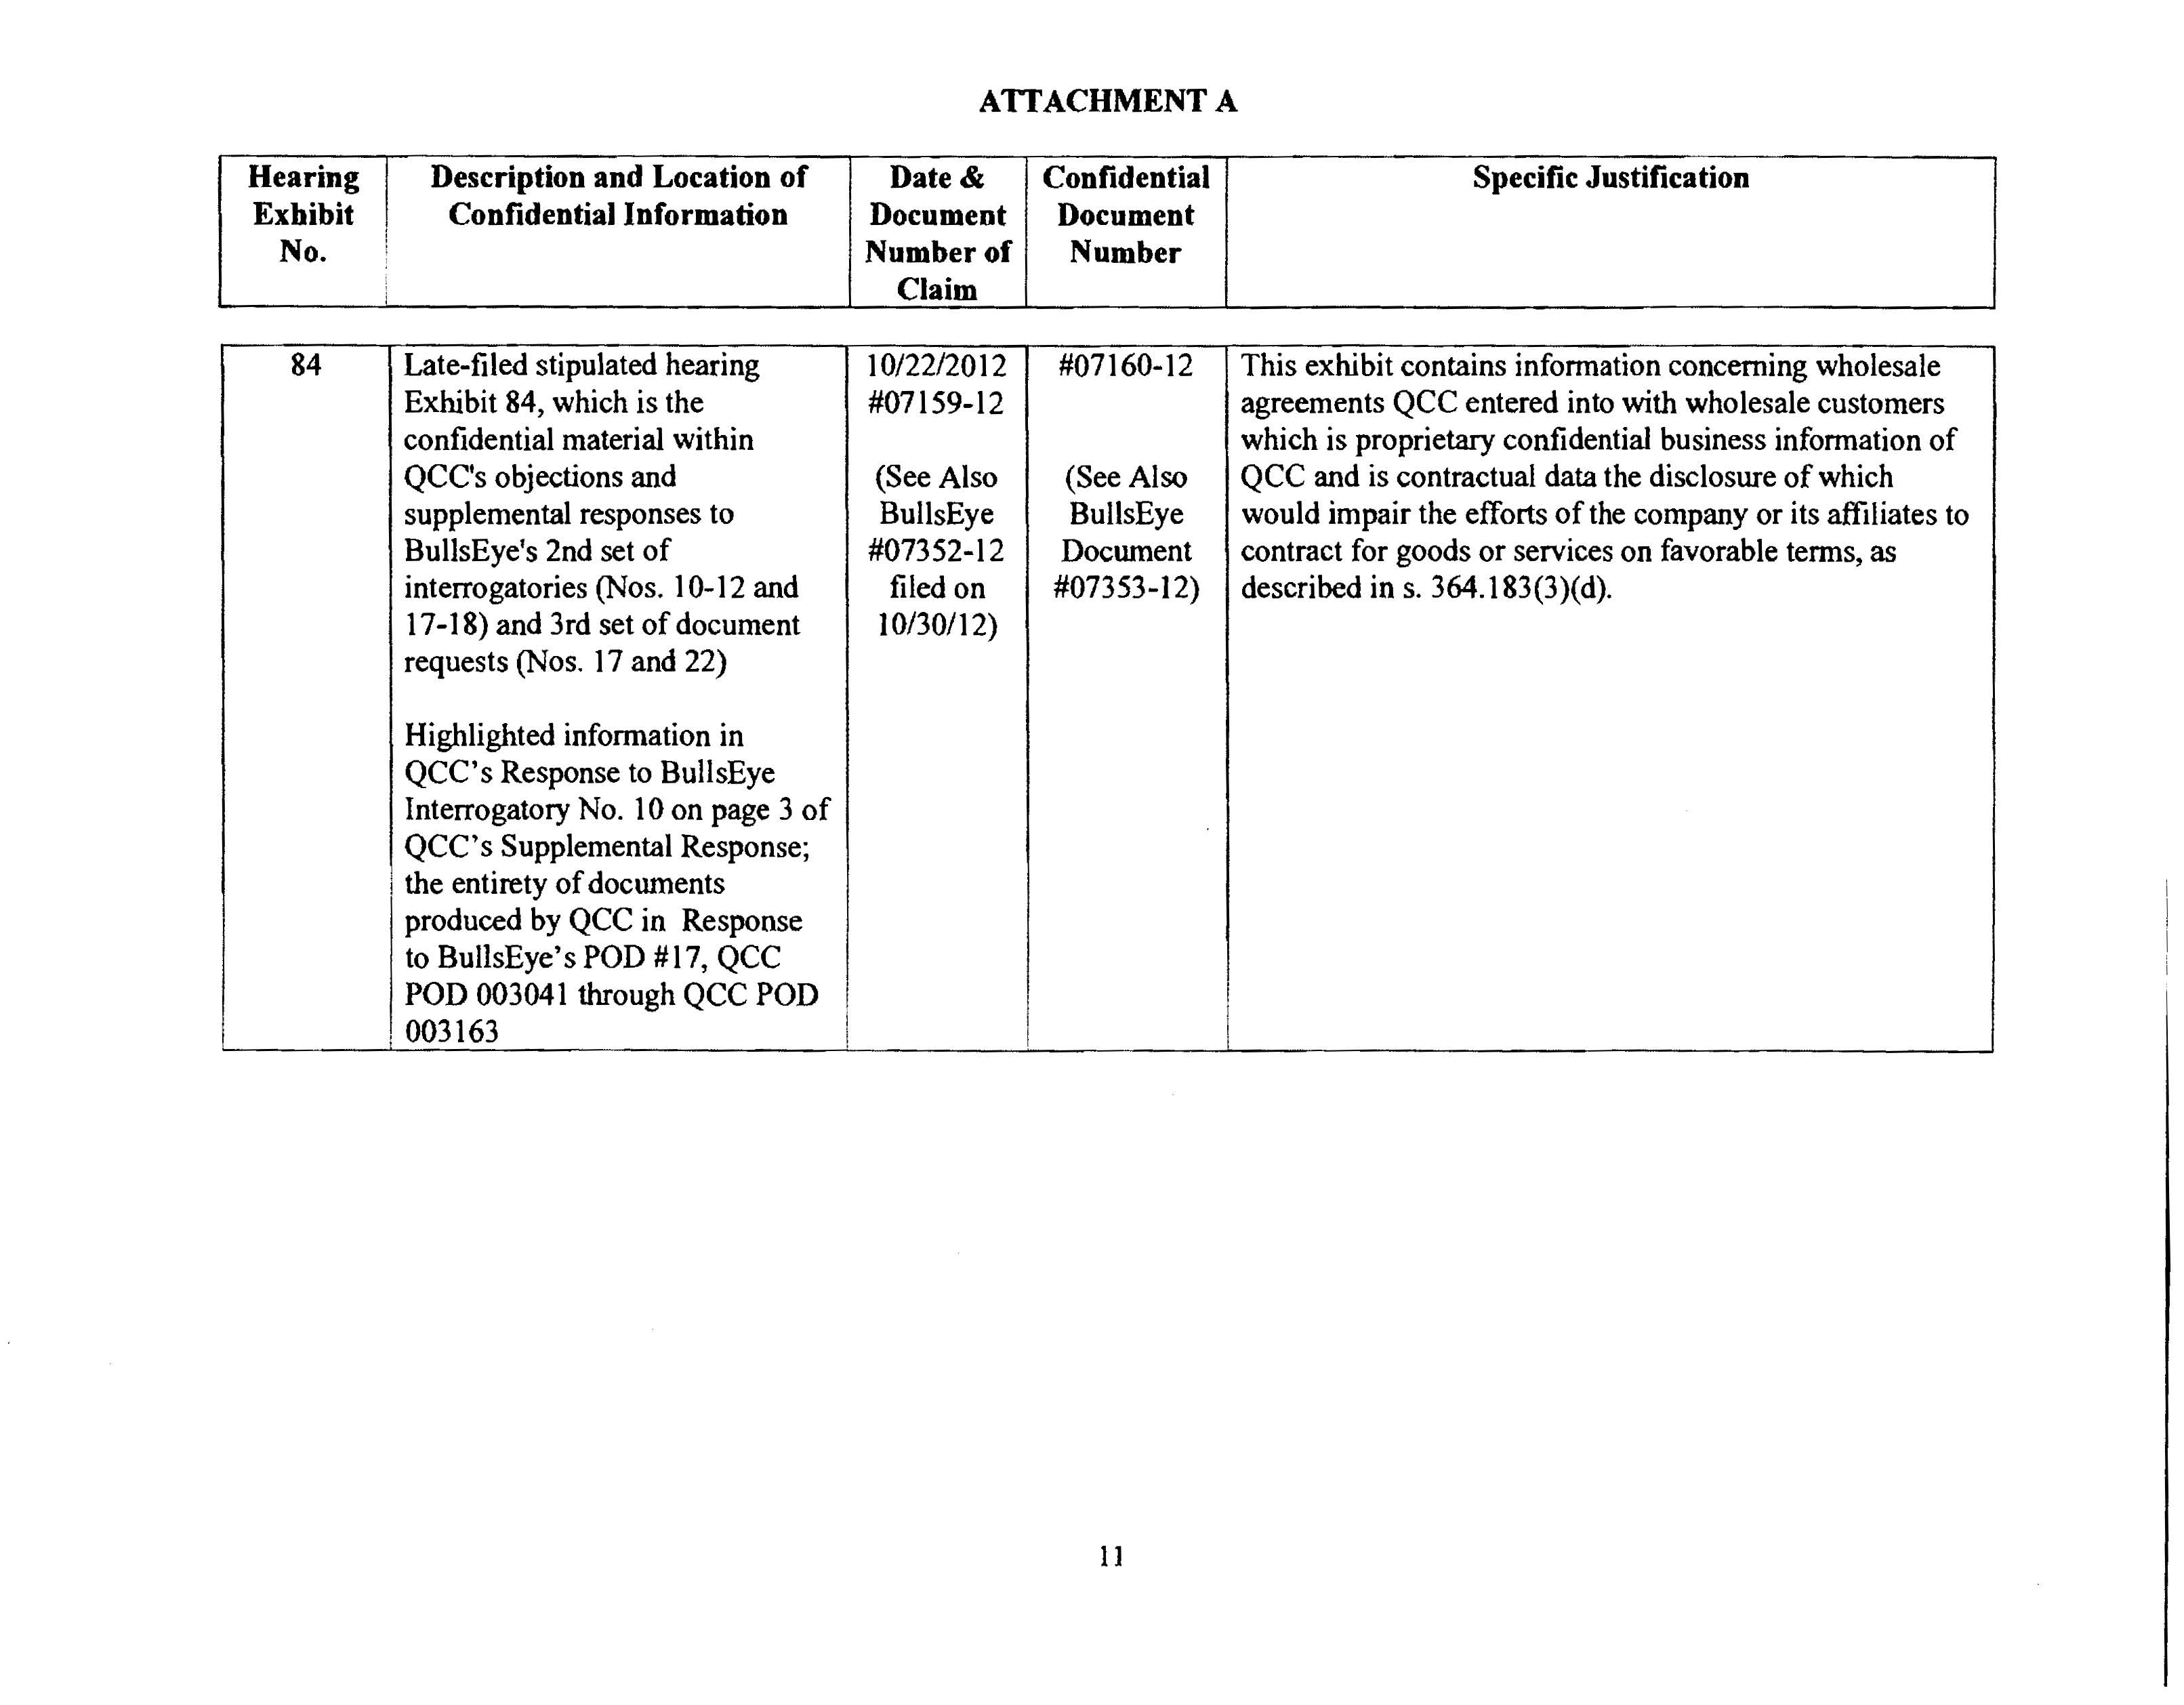 ATTACHMENT A
Hearing
Exhibit
No.
Description and Location of
Confidential Information
Date &
Document
Number of
Claim
Confidential
Document
Number
Specific Justification
84
Late-filed stipulated hearing
Exhibit 84, which is the
confidential material within
QCC's objections and
supplemental responses to
BullsEye's 2nd set of
interrogatories (Nos. 10-12 and
17-18) and 3rd set of document
requests (Nos. 17 and 22)
Highlighted information in
QCC's Response to BullsEye
Interrogatory No. 10 on page 3 of
QCC's Supplemental Response;
the entirety of documents
produced by QCC in Response
to BullsEye's POD #17, QCC
POD 003041 through QCC POD
003163
10/22/2012
#07159-12
(See Also
BullsEye
#07352-12
filed on
10/30/12)
#07160-12
(See Also
BullsEye
Document
#07353-12)
This exhibit contains information concerning wholesale
agreements QCC entered into with wholesale customers
which is proprietary confidential business information of
QCC and is contractual data the disclosure of which
would impair the efforts of the company or its affiliates to
contract for goods or services on favorable terms, as
described in s. 364.183(3)(d).
11